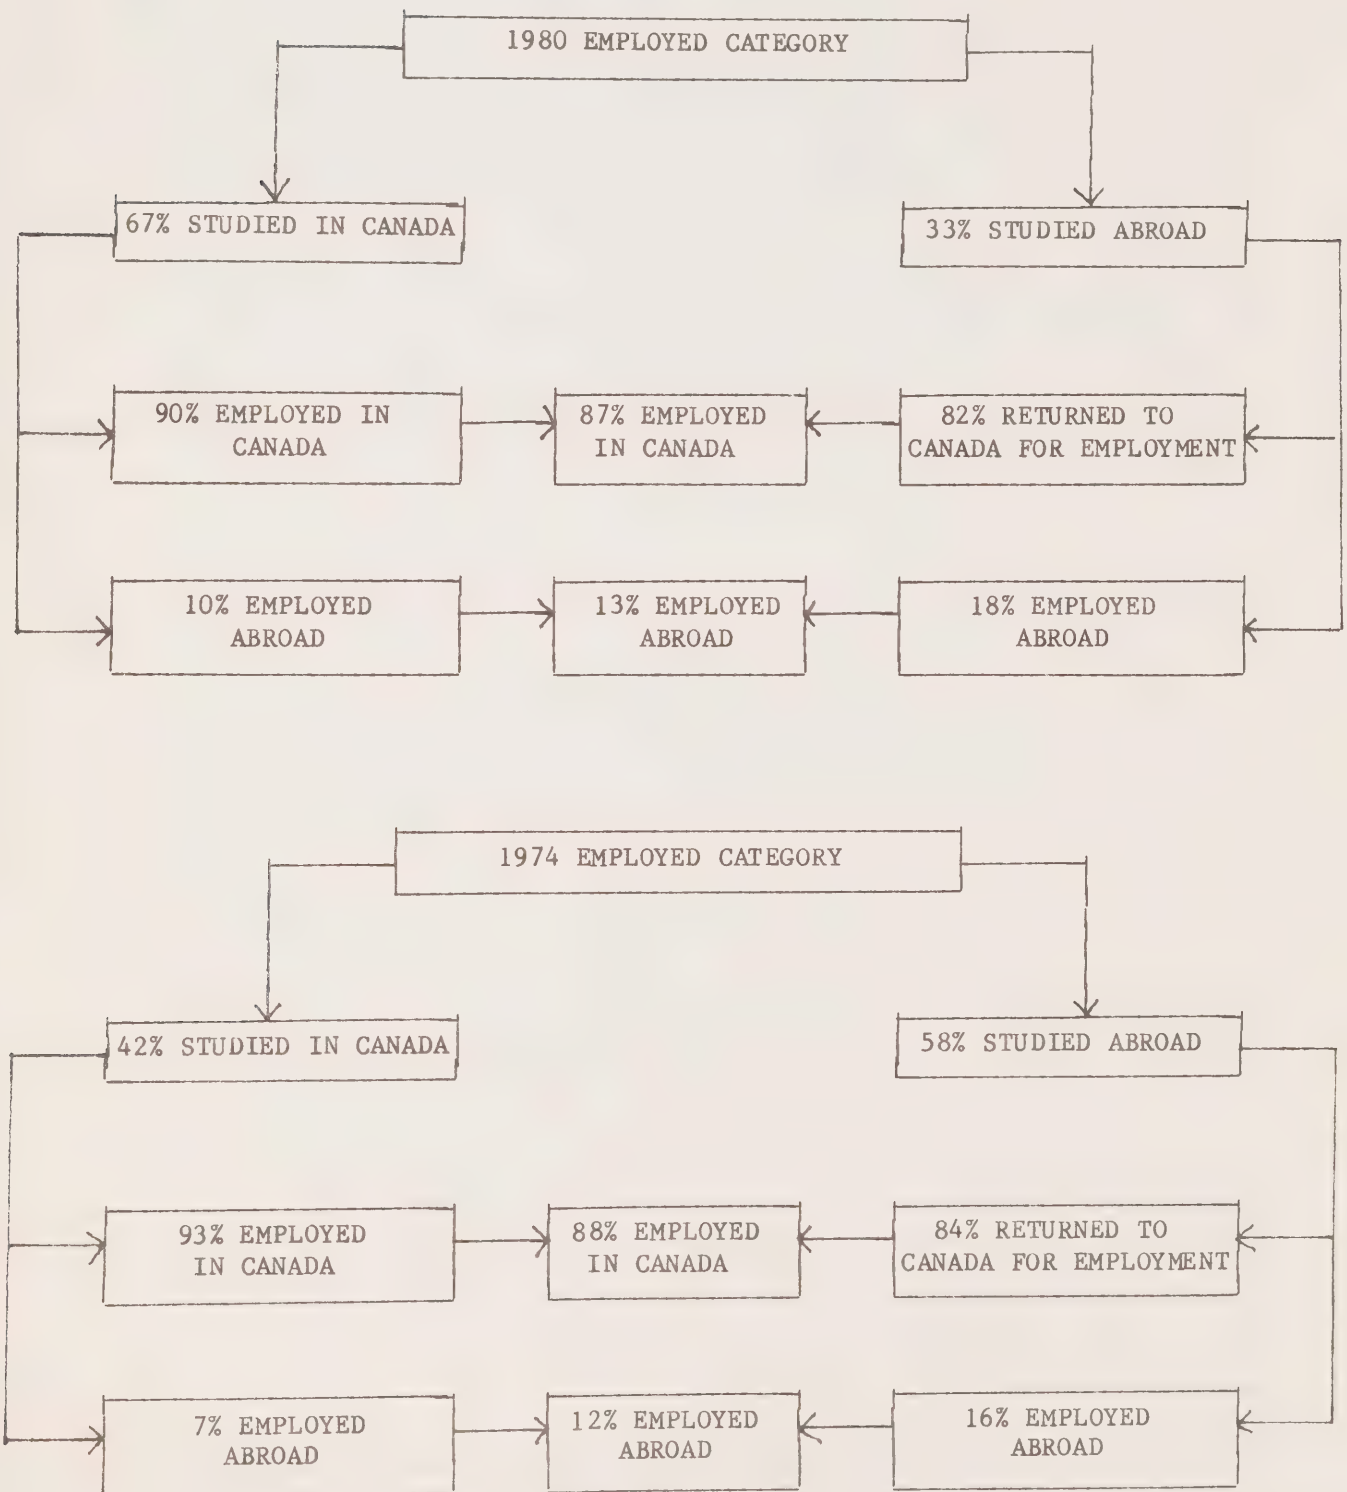 1980 EMPLOYED CATEGORY
67% STUDIED IN CANADA
33% STUDIED ABROAD
90% EMPLOYED IN
CANADA
87% EMPLOYED
IN CANADA
82% RETURNED TO
CANADA FOR EMPLOYMENT
10% EMPLOYED
ABROAD
13% EMPLOYED
ABROAD
18% EMPLOYED
ABROAD
1974 EMPLOYED CATEGORY
42% STUDIED IN CANADA
58% STUDIED ABROAD
93% EMPLOYED
IN CANADA
88% EMPLOYED
IN CANADA
84% RETURNED TO
CANADA FOR EMPLOYMENT
7% EMPLOYED
ABROAD
12% EMPLOYED
ABROAD
16% EMPLOYED
ABROAD